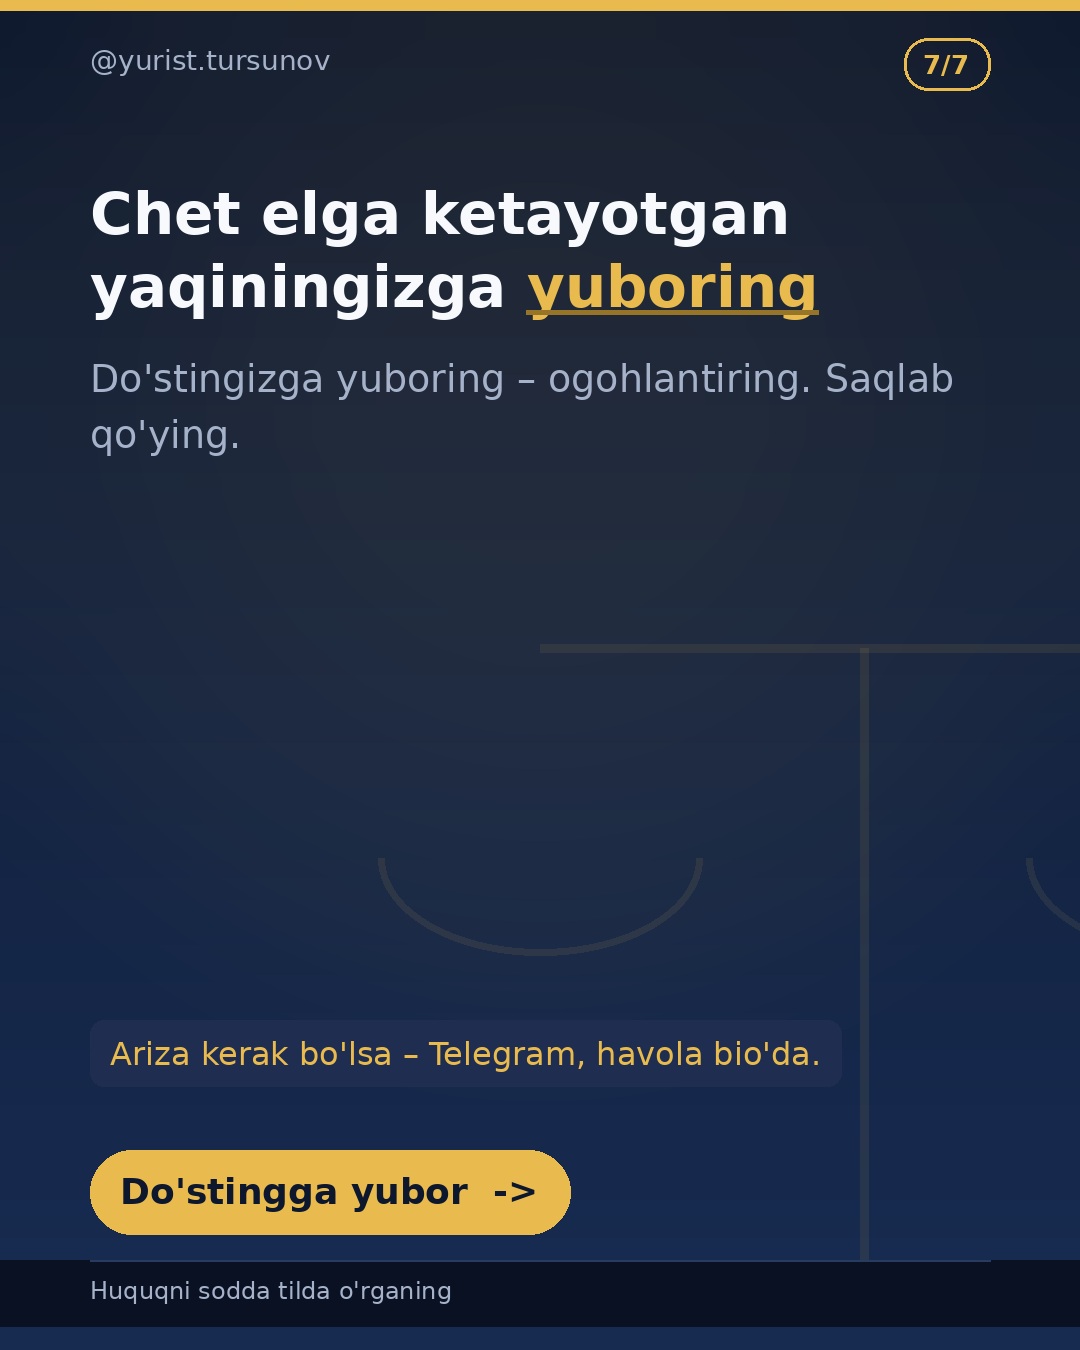 @yurist.tursunov
7/7
Chet elga ketayotgan
yaqiningizga yuboring
Do'stingizga yuboring – ogohlantiring. Saqlab
qo'ying.
Ariza kerak bo'lsa – Telegram, havola bio'da.
Do'stingga yubor ->
Huquqni sodda tilda o'rganing